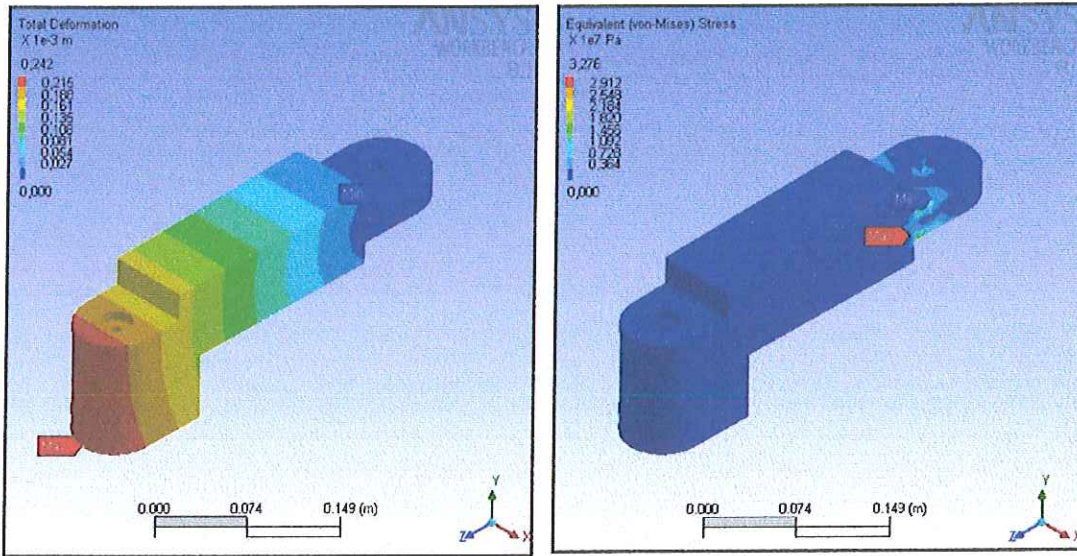 Total Deformation
X 1e-3 m
0,242
0,215
0,188
0,161
0,135
0,108
0,081
0,054
0,027
0,000
Max
0.000
0.074
0.149 (m)
Y
Z
X
Equivalent (von-Mises) Stress
X 1e7 Pa
3,276
2,912
2,548
2,184
1,820
1,456
1,092
0,728
0,364
0,000
0.000
0.074
0.149 (m)
Y
Z
X